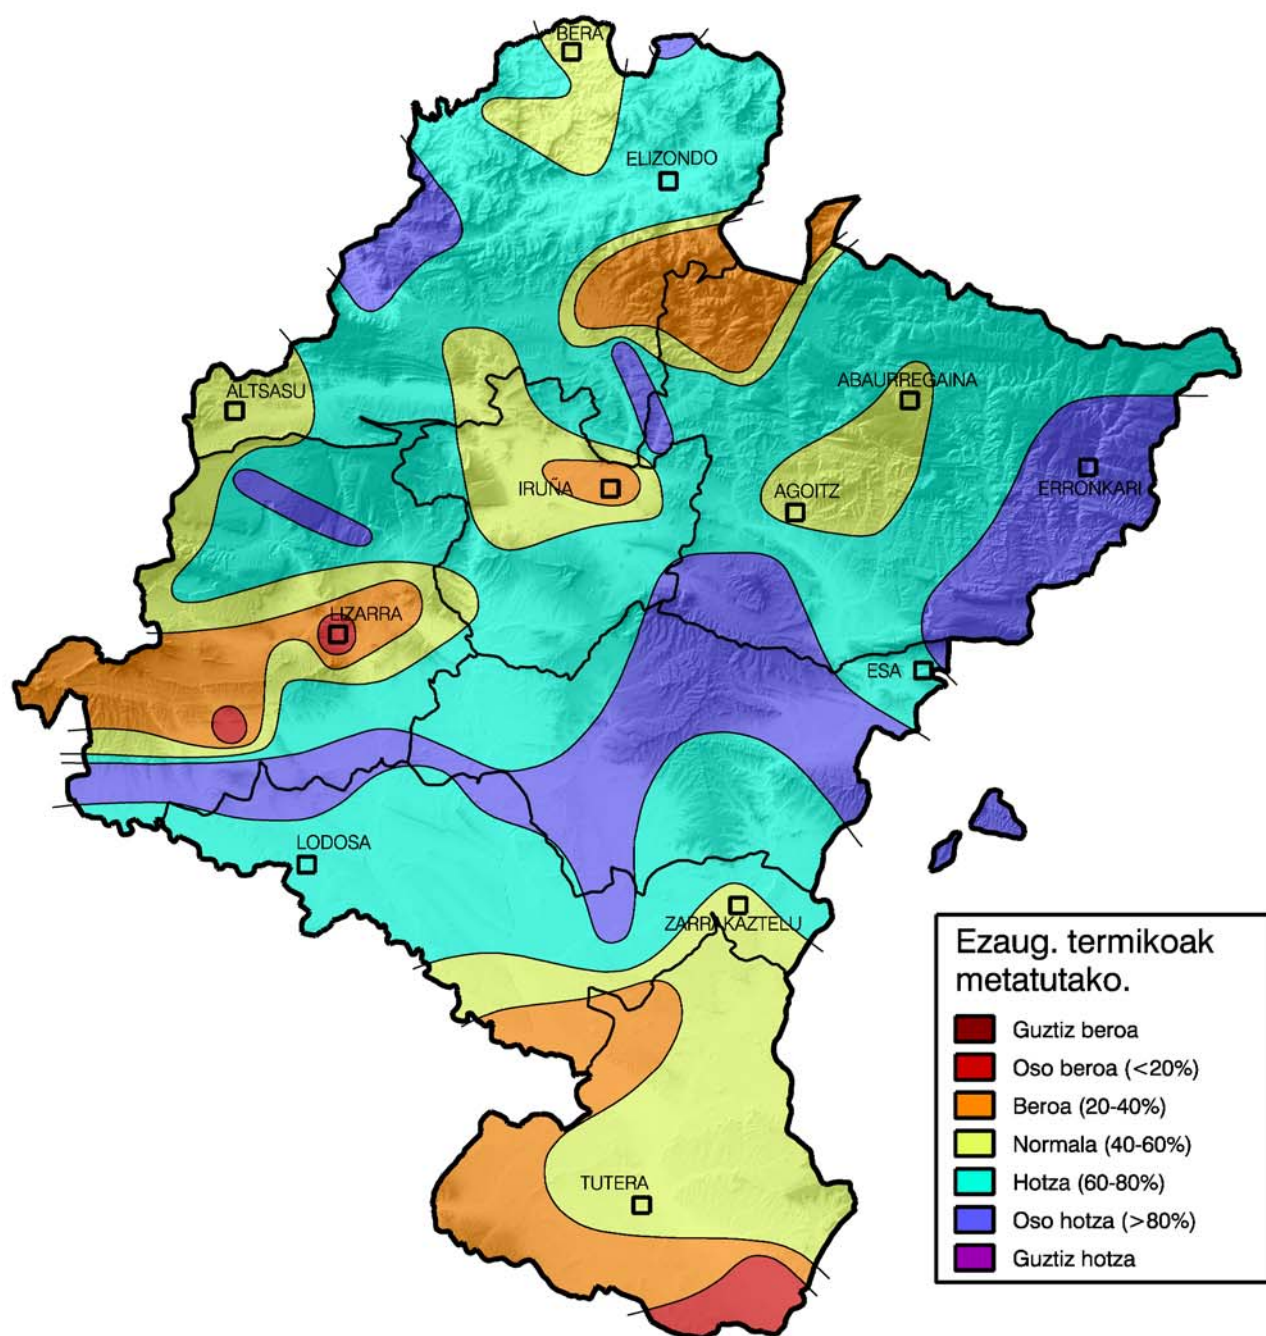 BERA
ELIZONDO
ALTSASU
ABAURREGAINA
IRUÑA
AGOITZ
ERRONKARI
LIZARRA
ESA
LODOSA
ZARRAKAZTELU
TUTERA
Ezaug. termikoak
metatutako.
Guztiz beroa
Oso beroa (<20%)
Beroa (20-40%)
Normala (40-60%)
Hotza (60-80%)
Oso hotza (>80%)
Guztiz hotza